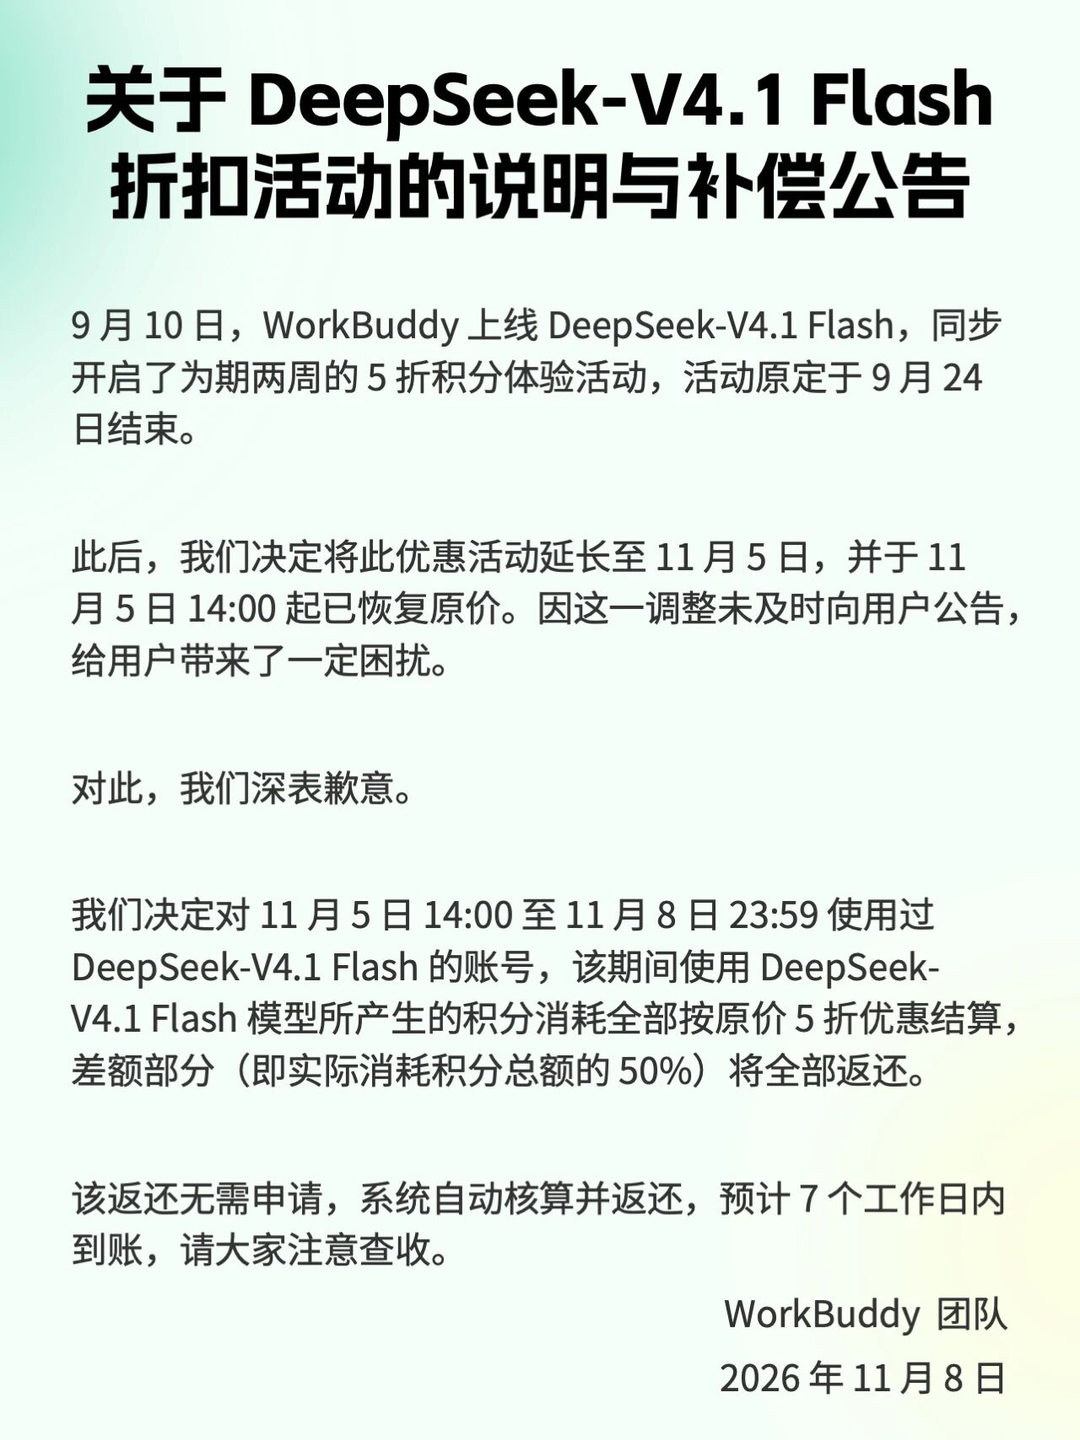 关于 DeepSeek-V4.1 Flash
折扣活动的说明与补偿公告
9 月 10 日，WorkBuddy 上线 DeepSeek-V4.1 Flash，同步
开启了为期两周的 5 折积分体验活动，活动原定于 9 月 24
日结束。
此后，我们决定将此优惠活动延长至 11 月 5 日，并于 11
月 5 日 14:00 起已恢复原价。因这一调整未及时向用户公告，
给用户带来了一定困扰。
对此，我们深表歉意。
我们决定对 11 月 5 日 14:00 至 11 月 8 日 23:59 使用过
DeepSeek-V4.1 Flash 的账号，该期间使用 DeepSeek-
V4.1 Flash 模型所产生的积分消耗全部按原价 5 折优惠结算，
差额部分（即实际消耗积分总额的 50%）将全部返还。
该返还无需申请，系统自动核算并返还，预计 7 个工作日内
到账，请大家注意查收。
WorkBuddy 团队
2026 年 11 月 8 日